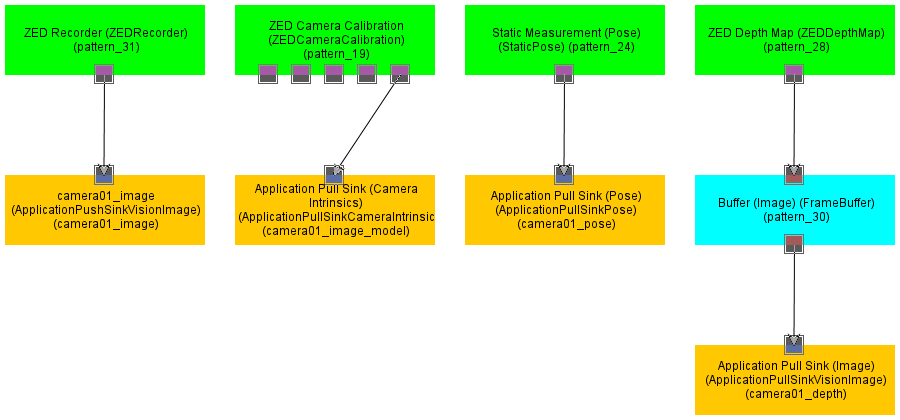 ZED Recorder (ZEDRecorder)
(pattern_31)
ZED Camera Calibration
(ZEDCameraCalibration)
(pattern_19)
Static Measurement (Pose)
(StaticPose) (pattern_24)
ZED Depth Map (ZEDDepthMap)
(pattern_28)
camera01_image
(ApplicationPushSinkVisionImage)
(camera01_image)
Application Pull Sink (Camera
Intrinsics)
(ApplicationPullSinkCameraIntrinsic
(camera01_image_model)
Application Pull Sink (Pose)
(ApplicationPullSinkPose)
(camera01_pose)
Buffer (Image) (FrameBuffer)
(pattern_30)
Application Pull Sink (Image)
(ApplicationPullSinkVisionImage)
(camera01_depth)